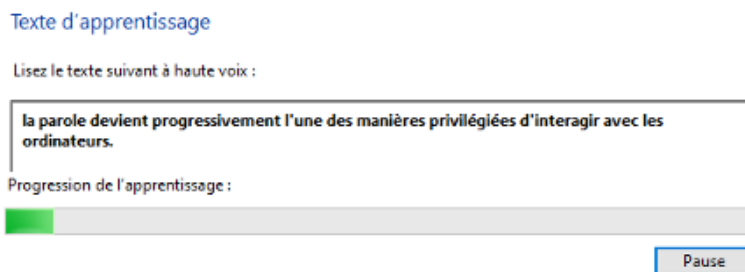 Texte d'apprentissage
Lisez le texte suivant à haute voix :
la parole devient progressivement l'une des manières privilégiées d'interagir avec les
ordinateurs.
Progression de l'apprentissage :
Pause